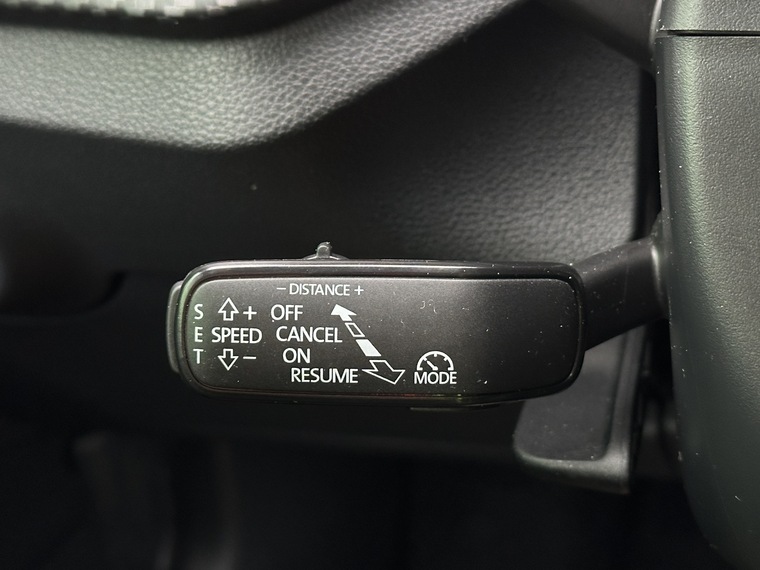 - DISTANCE +
S + OFF
E SPEED CANCEL
T - ON
RESUME
MODE